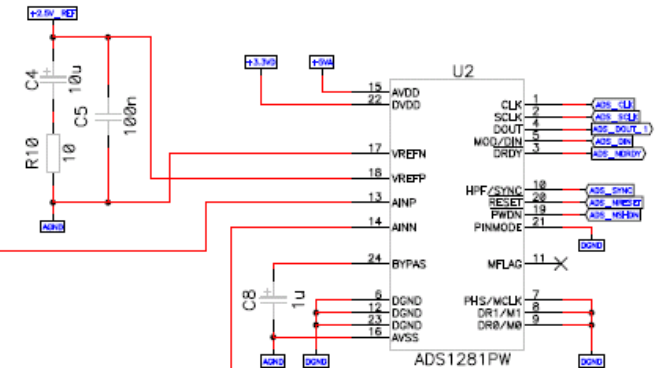 +2.5V_REF
C4
10u
C5
100n
R10
10
AGND
+3.3VD
+5VA
U2
15 AVDD
22 DVDD
17 VREFN
18 VREFP
13 AINP
14 AINN
24 BYPAS
6 DGND
12 DGND
23 DGND
16 AVSS
CLK 1 ADS_CLK
SCLK 2 ADS_SCLK
DOUT 4 ADS_DOUT_1
MOD/DIN 5 ADS_DIN
DRDY 3 ADS_NDRDY
HPF/SYNC 10 ADS_SYNC
RESET 20 ADS_NRESET
PWDN 19 ADS_NSHDN
PINMODE 21
DGND
MFLAG 11
PHS/MCLK 7
DR1/M1 8
DR0/M0 9
C8
1u
AGND
DGND
ADS1281PW
DGND